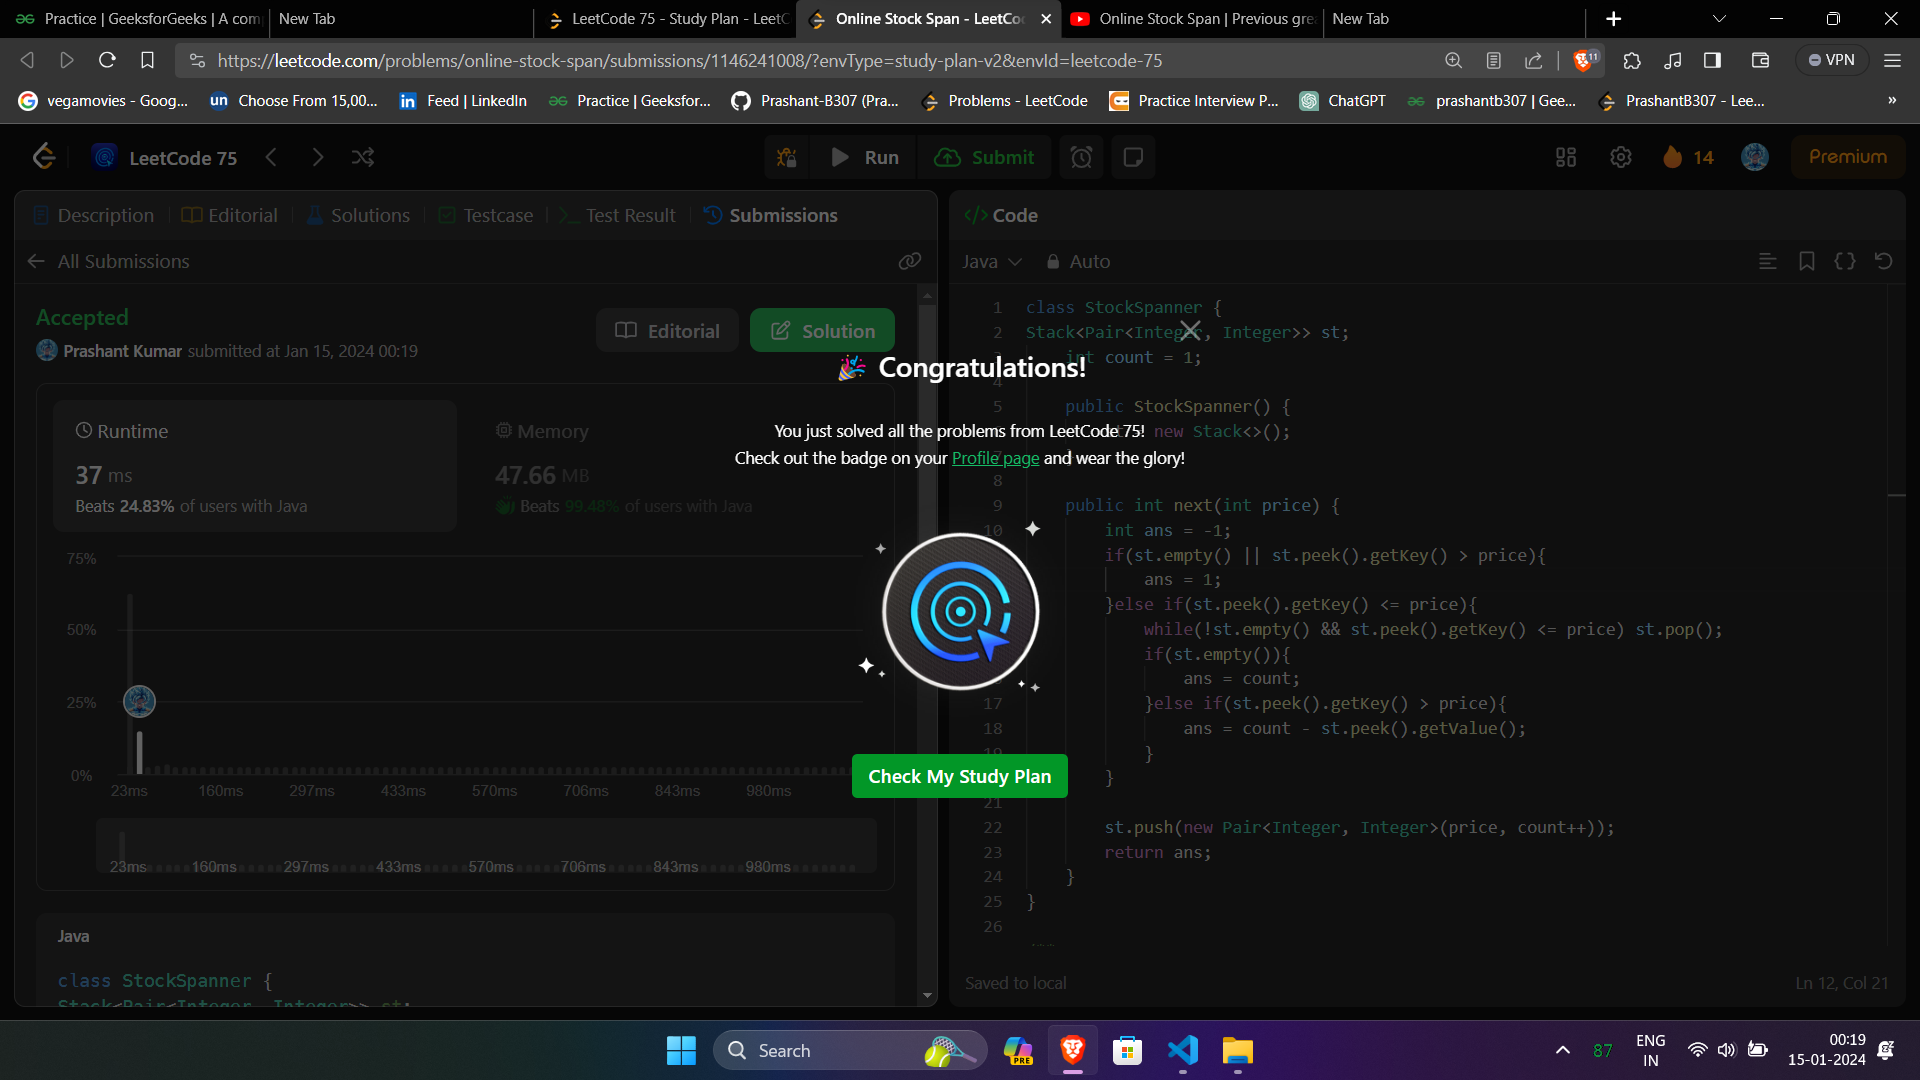 Practice | GeeksforGeeks | A com
New Tab
LeetCode 75 - Study Plan - LeetC
Online Stock Span - LeetCo
Online Stock Span | Previous gre
New Tab
https://leetcode.com/problems/online-stock-span/submissions/1146241008/?envType=study-plan-v2&envId=leetcode-75
11
VPN
vegamovies - Goog...
un Choose From 15,00...
in Feed | LinkedIn
Practice | Geeksfor...
Prashant-B307 (Pra...
Problems - LeetCode
Practice Interview P...
ChatGPT
prashantb307 | Gee...
PrashantB307 - Lee...
»
LeetCode 75
Run
Submit
14
Premium
Description
Editorial
Solutions
Testcase
Test Result
Submissions
All Submissions
Accepted
Prashant Kumar submitted at Jan 15, 2024 00:19
Editorial
Solution
Runtime
37 ms
Beats 24.83% of users with Java
Memory
47.66 MB
Beats 99.48% of users with Java
75%
50%
25%
0%
23ms 160ms 297ms 433ms 570ms 706ms 843ms 980ms
23ms 160ms 297ms 433ms 570ms 706ms 843ms 980ms
Java
class StockSpanner {
Stack<Pair<Integer, Integer>> st;
🎉 Congratulations!
You just solved all the problems from LeetCode 75!
Check out the badge on your Profile page and wear the glory!
Check My Study Plan
</> Code
Java
Auto
1 class StockSpanner {
2 Stack<Pair<Integer, Integer>> st;
int count = 1;
4
5 public StockSpanner() {
new Stack<>();
8
9 public int next(int price) {
10 int ans = -1;
if(st.empty() || st.peek().getKey() > price){
ans = 1;
}else if(st.peek().getKey() <= price){
while(!st.empty() && st.peek().getKey() <= price) st.pop();
if(st.empty()){
ans = count;
17 }else if(st.peek().getKey() > price){
18 ans = count - st.peek().getValue();
19 }
}
21
22 st.push(new Pair<Integer, Integer>(price, count++));
23 return ans;
24 }
25 }
26
Saved to local
Ln 12, Col 21
Search
PRE
87
ENG
IN
00:19
15-01-2024